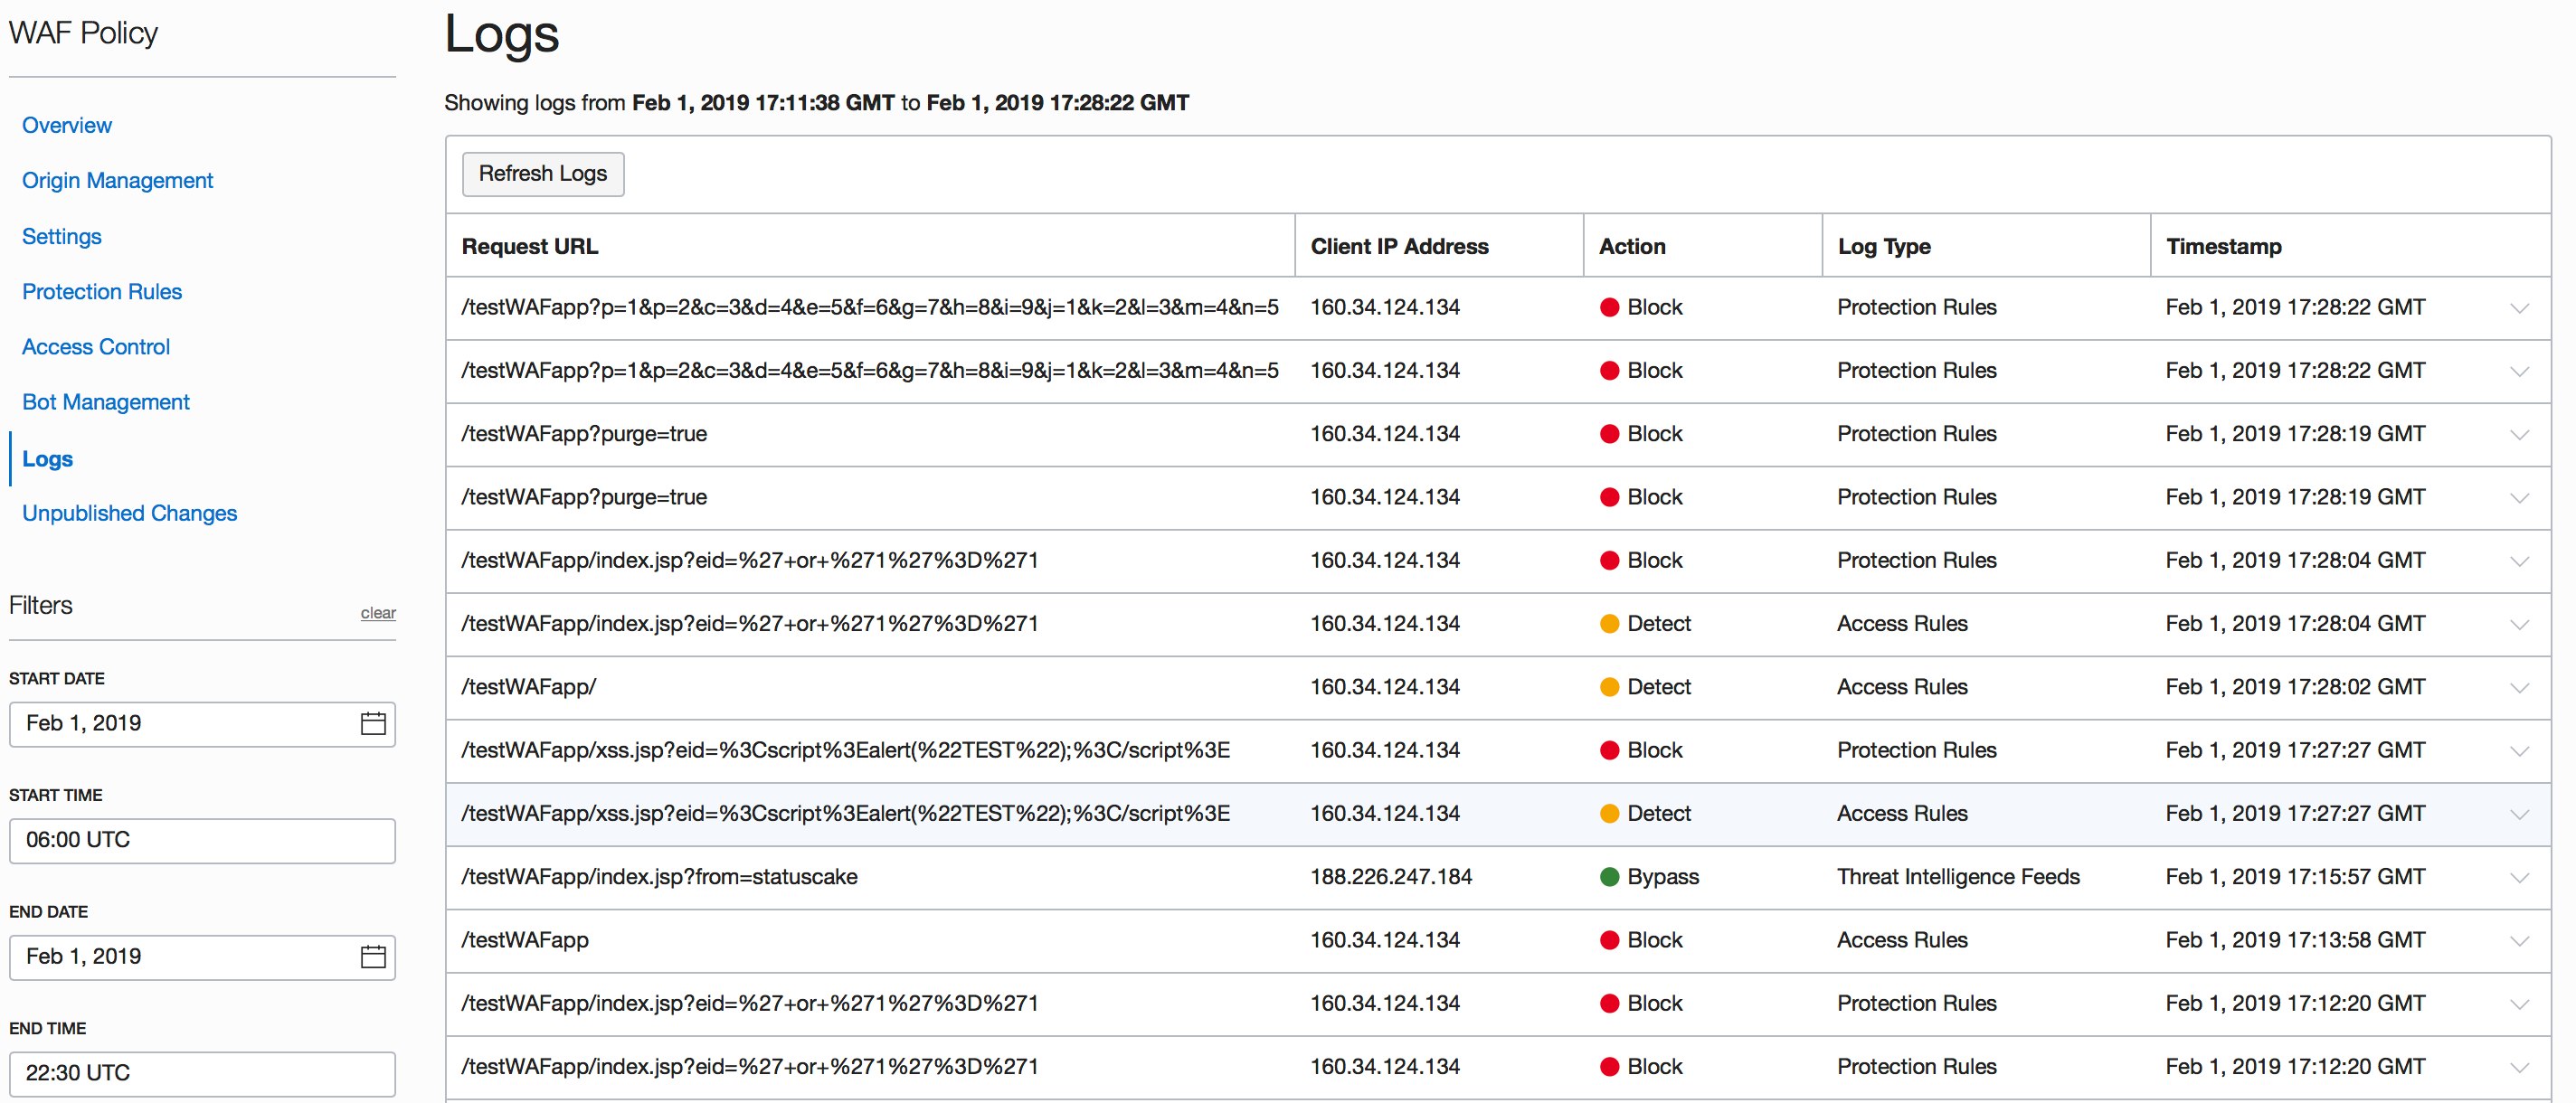 WAF Policy
Overview
Origin Management
Settings
Protection Rules
Access Control
Bot Management
Logs
Unpublished Changes
Filters clear
START DATE
Feb 1, 2019
START TIME
06:00 UTC
END DATE
Feb 1, 2019
END TIME
22:30 UTC
Logs
Showing logs from Feb 1, 2019 17:11:38 GMT to Feb 1, 2019 17:28:22 GMT
Refresh Logs
Request URL Client IP Address Action Log Type Timestamp
/testWAFapp?p=1&p=2&c=3&d=4&e=5&f=6&g=7&h=8&i=9&j=1&k=2&l=3&m=4&n=5 160.34.124.134 Block Protection Rules Feb 1, 2019 17:28:22 GMT
/testWAFapp?p=1&p=2&c=3&d=4&e=5&f=6&g=7&h=8&i=9&j=1&k=2&l=3&m=4&n=5 160.34.124.134 Block Protection Rules Feb 1, 2019 17:28:22 GMT
/testWAFapp?purge=true 160.34.124.134 Block Protection Rules Feb 1, 2019 17:28:19 GMT
/testWAFapp?purge=true 160.34.124.134 Block Protection Rules Feb 1, 2019 17:28:19 GMT
/testWAFapp/index.jsp?eid=%27+or+%271%27%3D%271 160.34.124.134 Block Protection Rules Feb 1, 2019 17:28:04 GMT
/testWAFapp/index.jsp?eid=%27+or+%271%27%3D%271 160.34.124.134 Detect Access Rules Feb 1, 2019 17:28:04 GMT
/testWAFapp/ 160.34.124.134 Detect Access Rules Feb 1, 2019 17:28:02 GMT
/testWAFapp/xss.jsp?eid=%3Cscript%3Ealert(%22TEST%22);%3C/script%3E 160.34.124.134 Block Protection Rules Feb 1, 2019 17:27:27 GMT
/testWAFapp/xss.jsp?eid=%3Cscript%3Ealert(%22TEST%22);%3C/script%3E 160.34.124.134 Detect Access Rules Feb 1, 2019 17:27:27 GMT
/testWAFapp/index.jsp?from=statuscake 188.226.247.184 Bypass Threat Intelligence Feeds Feb 1, 2019 17:15:57 GMT
/testWAFapp 160.34.124.134 Block Access Rules Feb 1, 2019 17:13:58 GMT
/testWAFapp/index.jsp?eid=%27+or+%271%27%3D%271 160.34.124.134 Block Protection Rules Feb 1, 2019 17:12:20 GMT
/testWAFapp/index.jsp?eid=%27+or+%271%27%3D%271 160.34.124.134 Block Protection Rules Feb 1, 2019 17:12:20 GMT